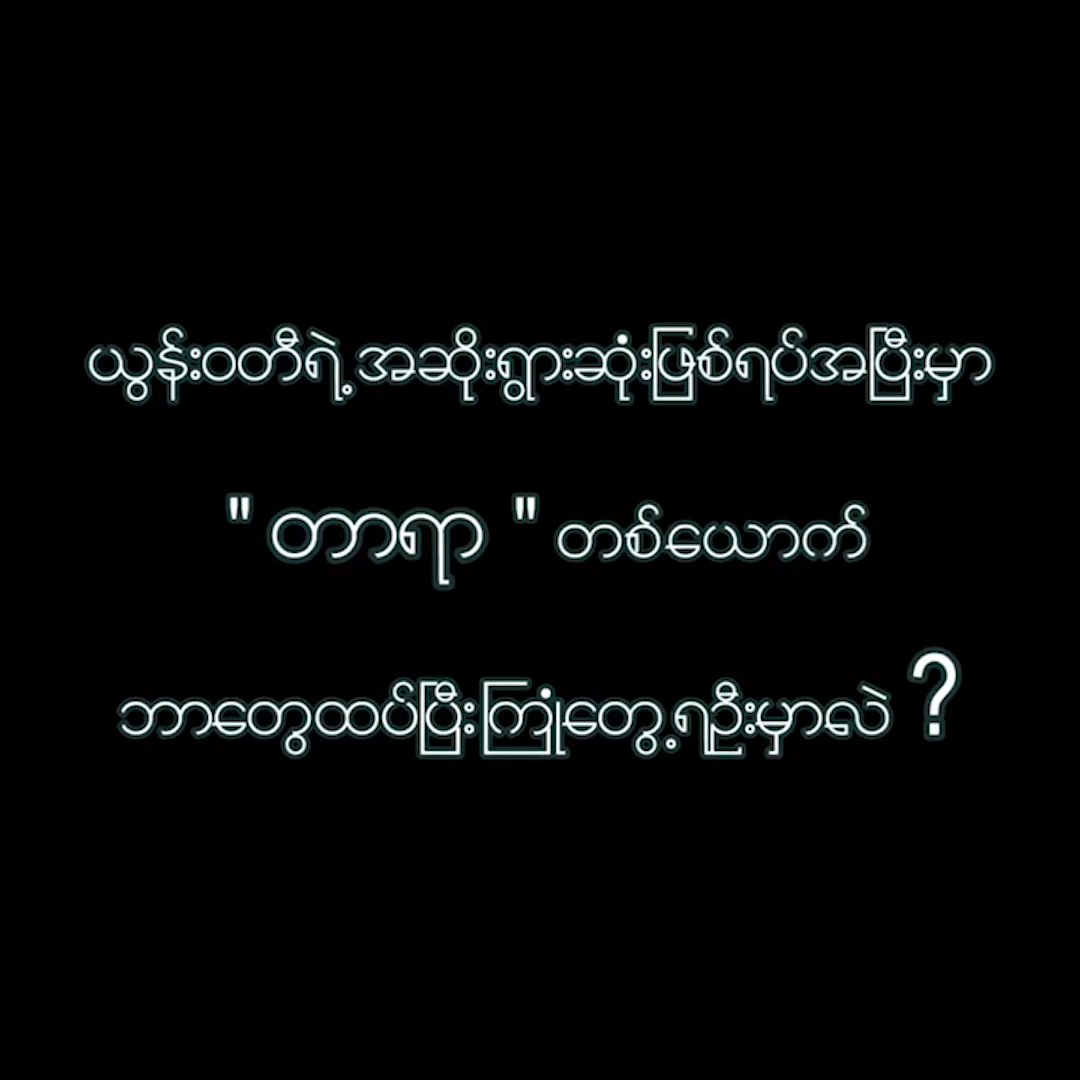 ယွန်းဝတီရဲ့အဆိုးရွားဆုံးဖြစ်ရပ်အပြီးမှာ
" တာရာ " တစ်ယောက်
ဘာတွေထပ်ပြီးကြုံတွေ့ရဦးမှာလဲ ?